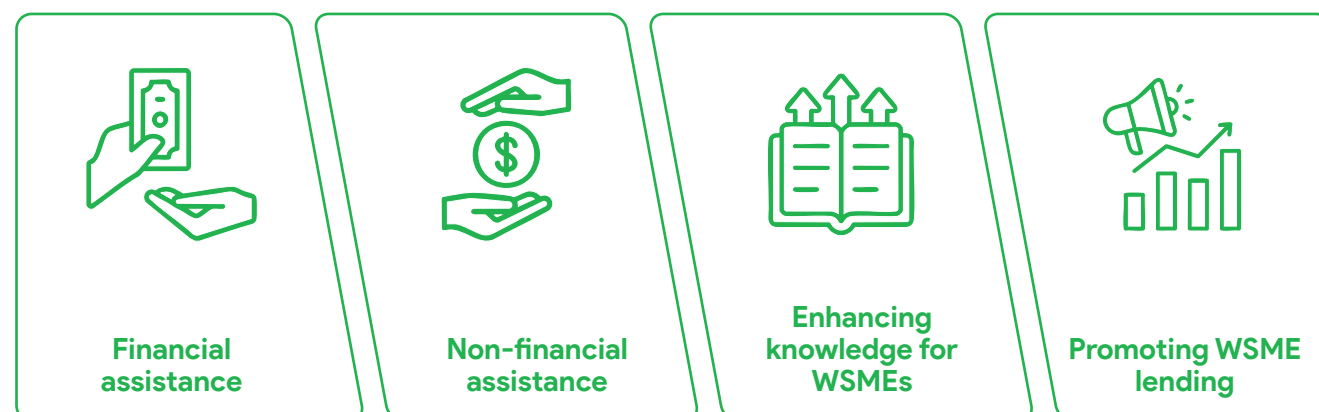 Financial
assistance
Non-financial
assistance
Enhancing
knowledge for
WSMEs
Promoting WSME
lending